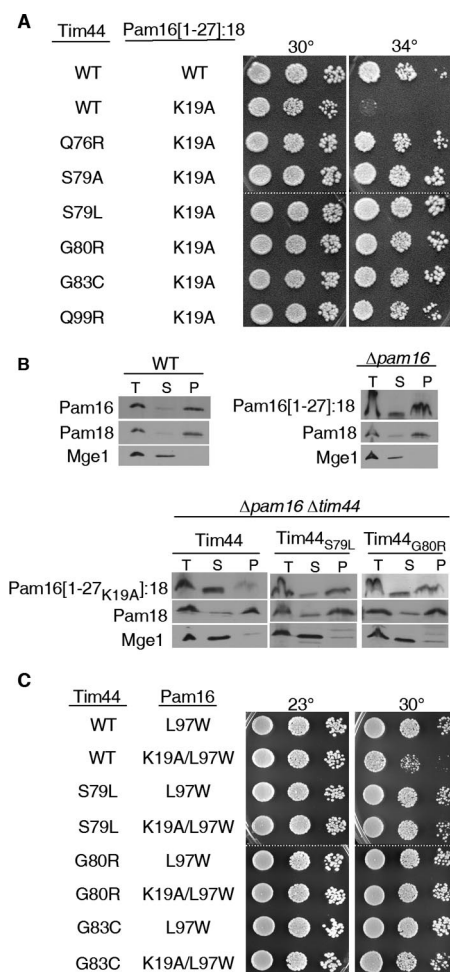 A
Tim44 Pam16[1-27]:18
30° 34°
WT WT
WT K19A
Q76R K19A
S79A K19A
S79L K19A
G80R K19A
G83C K19A
Q99R K19A
B
WT
T S P
Pam16
Pam18
Mge1
Δpam16
T S P
Pam16[1-27]:18
Pam18
Mge1
Δpam16 Δtim44
Tim44 Tim44S79L Tim44G80R
T S P T S P T S P
Pam16[1-27K19A]:18
Pam18
Mge1
C
Tim44 Pam16
23° 30°
WT L97W
WT K19A/L97W
S79L L97W
S79L K19A/L97W
G80R L97W
G80R K19A/L97W
G83C L97W
G83C K19A/L97W